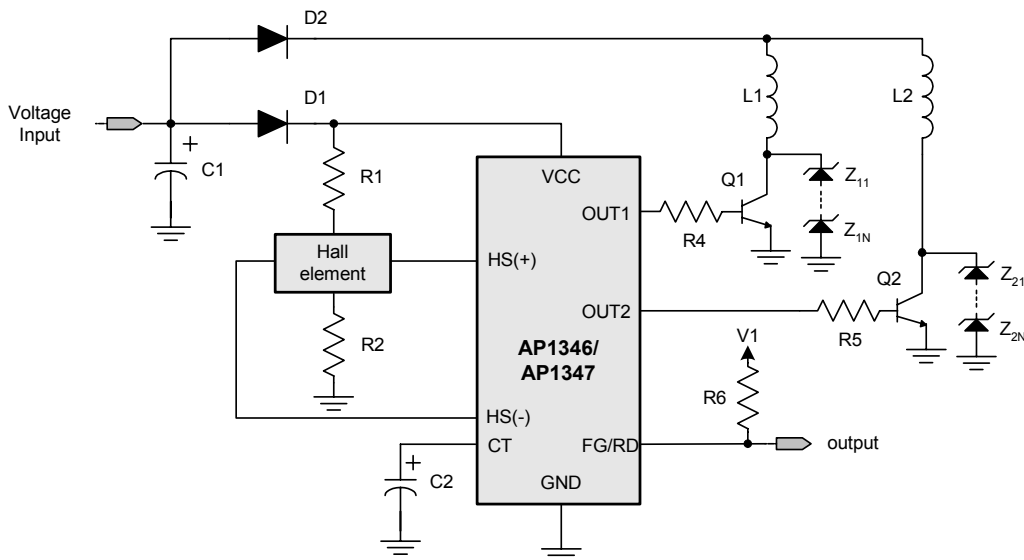 D2
Voltage
Input
D1
L1
L2
+
C1
R1
VCC
Q1
Z11
OUT1
R4
Z1N
Hall
element
HS(+)
Q2
Z21
OUT2
R5
Z2N
R2
AP1346/
AP1347
V1
R6
HS(-)
CT
FG/RD
output
+
C2
GND